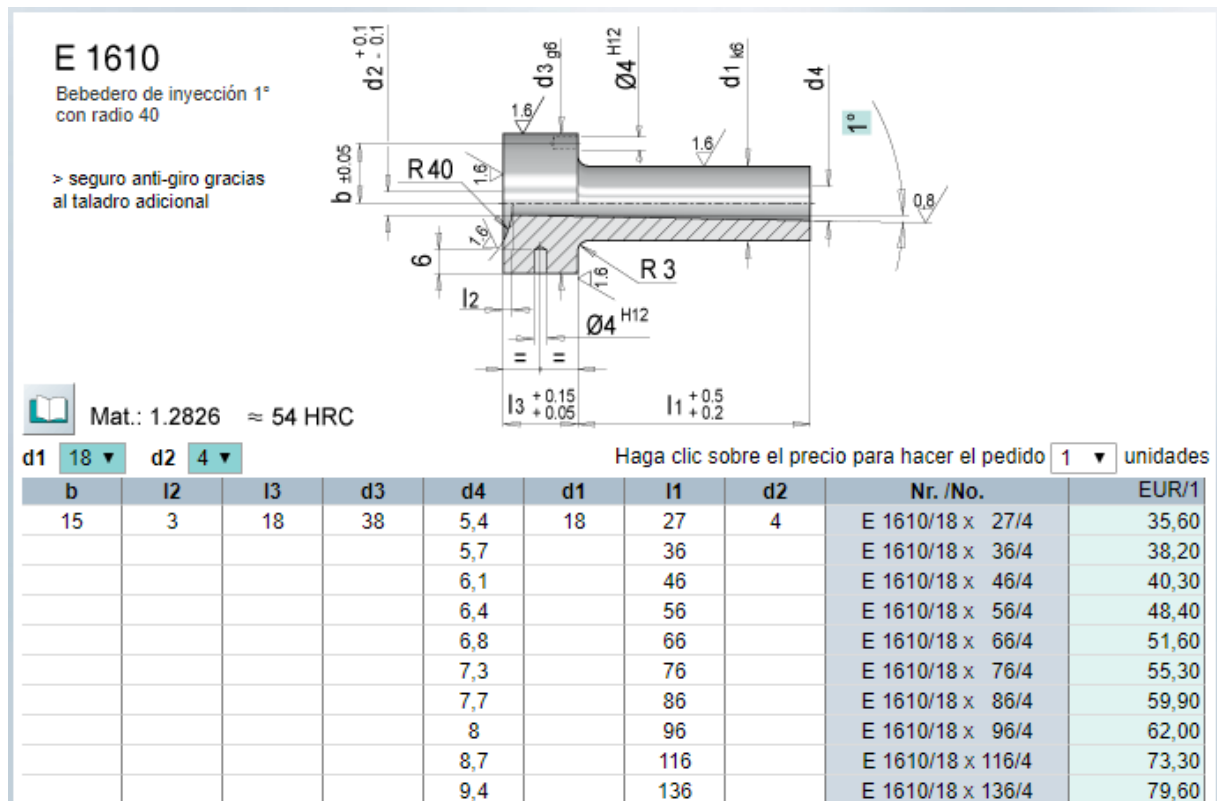 E 1610
Bebedero de inyección 1°
con radio 40
> seguro anti-giro gracias
al taladro adicional
d2 + 0.1 - 0.1
d3 g6
Ø4 H12
d1 k6
d4
1°
b ±0.05
R 40
1.6
1.6
1.6
1.6
1.6
0,8
6
l2
R 3
Ø4 H12
= =
l3 + 0.15 + 0.05
l1 + 0.5 + 0.2
Mat.: 1.2826 ≈ 54 HRC
d1 18 ▼ d2 4 ▼ Haga clic sobre el precio para hacer el pedido 1 ▼ unidades
b l2 l3 d3 d4 d1 l1 d2 Nr. /No. EUR/1
15 3 18 38 5,4 18 27 4 E 1610/18 x 27/4 35,60
5,7 36 E 1610/18 x 36/4 38,20
6,1 46 E 1610/18 x 46/4 40,30
6,4 56 E 1610/18 x 56/4 48,40
6,8 66 E 1610/18 x 66/4 51,60
7,3 76 E 1610/18 x 76/4 55,30
7,7 86 E 1610/18 x 86/4 59,90
8 96 E 1610/18 x 96/4 62,00
8,7 116 E 1610/18 x 116/4 73,30
9,4 136 E 1610/18 x 136/4 79,60